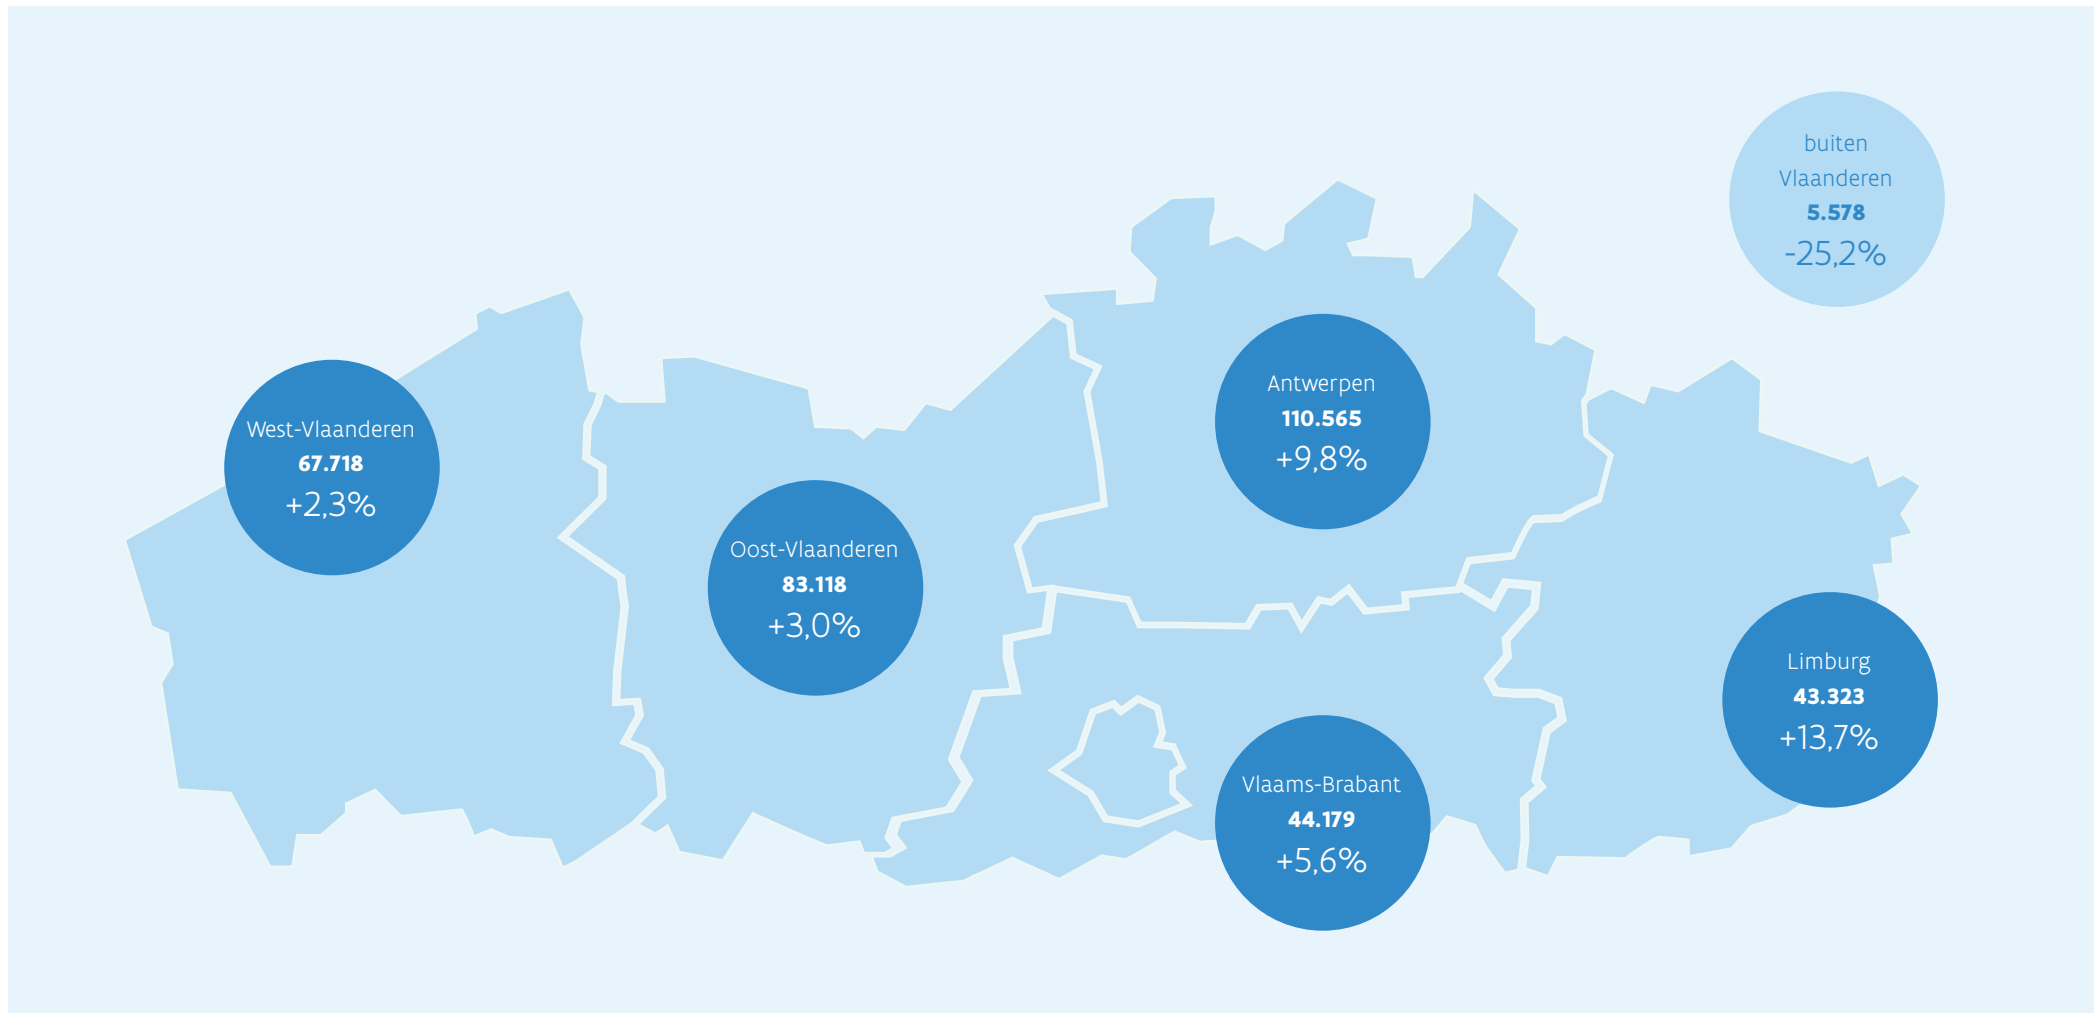 buiten
Vlaanderen
5.578
-25,2%
Antwerpen
110.565
+9,8%
West-Vlaanderen
67.718
+2,3%
Oost-Vlaanderen
83.118
+3,0%
Limburg
43.323
+13,7%
Vlaams-Brabant
44.179
+5,6%